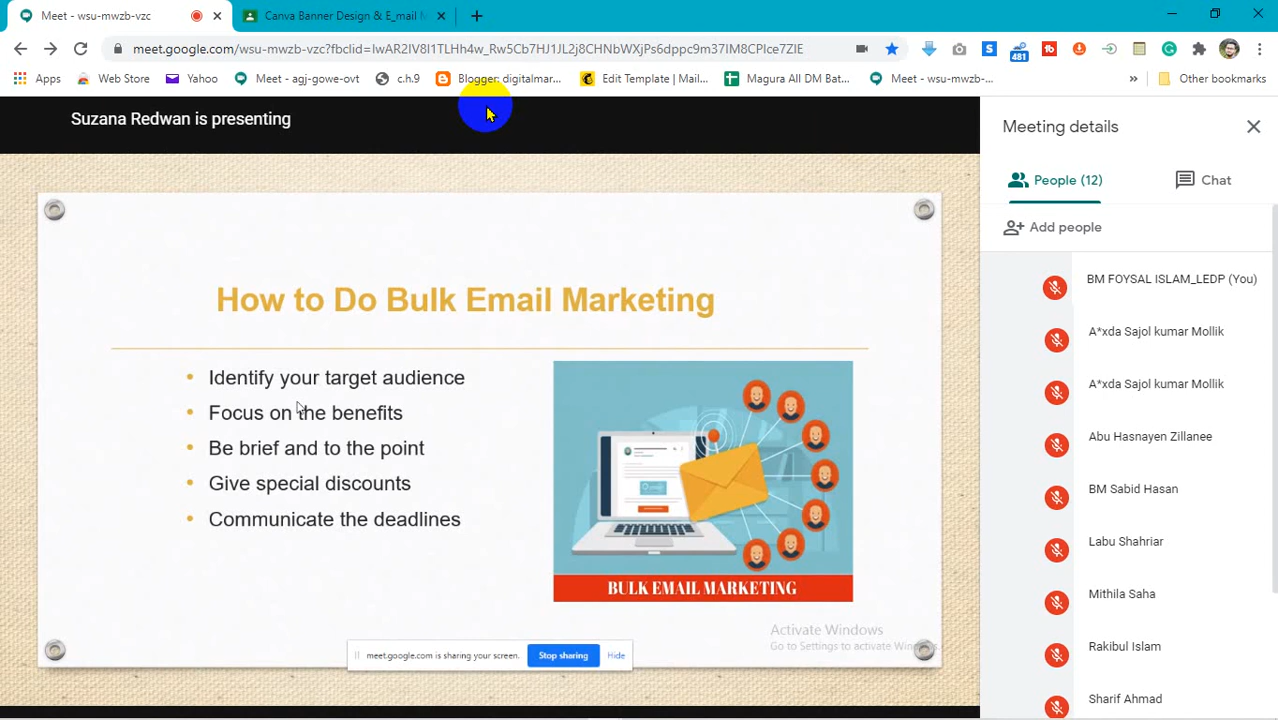 Meet - wsu-mwzb-vzc
Canva Banner Design & E_mail M
meet.google.com/wsu-mwzb-vzc?fbclid=IwAR2IV8I1TLHh4w_Rw5Cb7HJ1JL2j8CHNbWXjPs6dppc9m37IM8CPIce7ZIE
481
Apps
Web Store
Yahoo
Meet - agj-gowe-ovt
c.h.9
Blogger: digitalmar...
Edit Template | Mail...
Magura All DM Bat...
Meet - wsu-mwzb-...
»
Other bookmarks
Suzana Redwan is presenting
Meeting details
People (12)
Chat
Add people
BM FOYSAL ISLAM_LEDP (You)
A*xda Sajol kumar Mollik
A*xda Sajol kumar Mollik
Abu Hasnayen Zillanee
BM Sabid Hasan
Labu Shahriar
Mithila Saha
Rakibul Islam
Sharif Ahmad
How to Do Bulk Email Marketing
• Identify your target audience
• Focus on the benefits
• Be brief and to the point
• Give special discounts
• Communicate the deadlines
BULK EMAIL MARKETING
Activate Windows
Go to Settings to activate Windows.
meet.google.com is sharing your screen.
Stop sharing
Hide